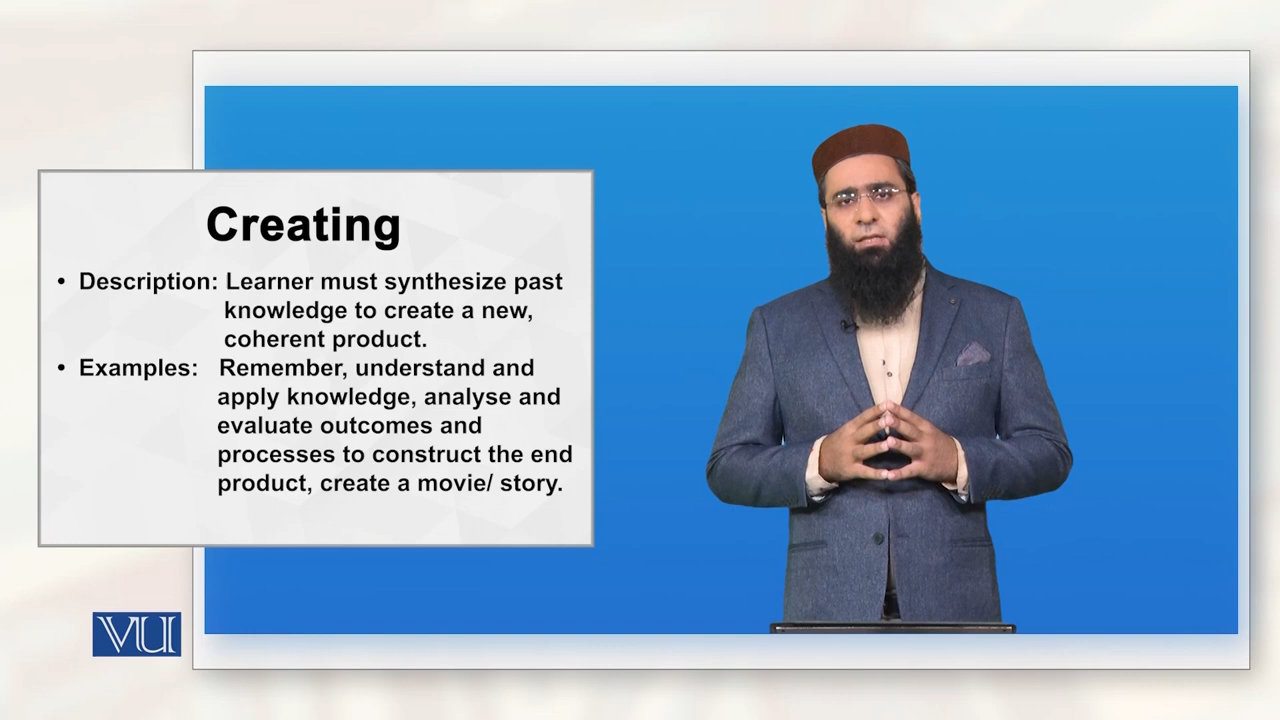 Creating
• Description: Learner must synthesize past
knowledge to create a new,
coherent product.
• Examples: Remember, understand and
apply knowledge, analyse and
evaluate outcomes and
processes to construct the end
product, create a movie/ story.
VU